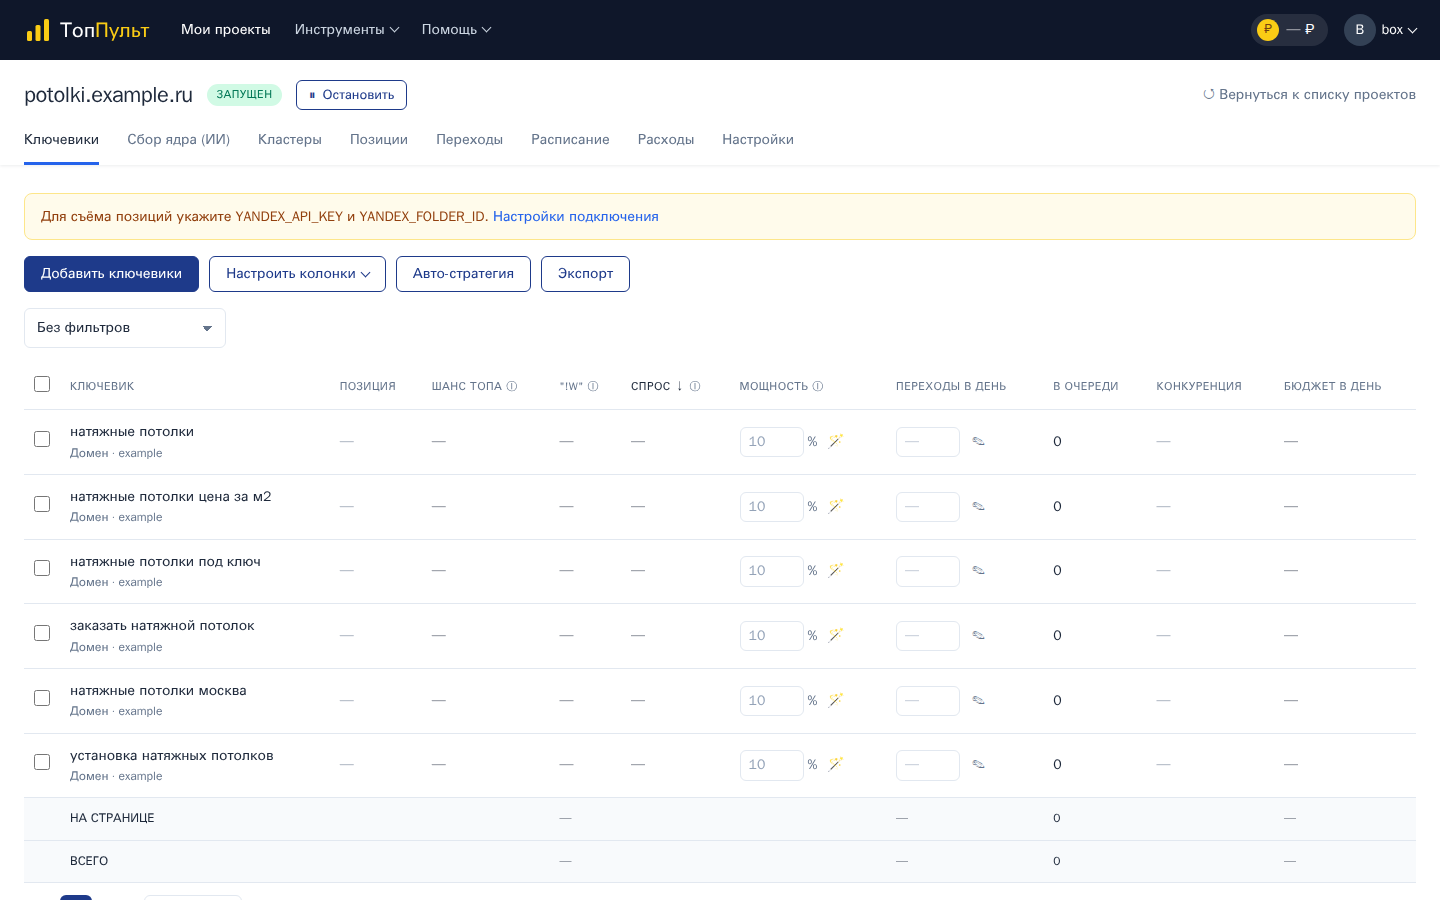 ТопПульт Мои проекты Инструменты Помощь ₽ — ₽ B box
potolki.example.ru ЗАПУЩЕН ⏸ Остановить Вернуться к списку проектов
Ключевики Сбор ядра (ИИ) Кластеры Позиции Переходы Расписание Расходы Настройки
Для съёма позиций укажите YANDEX_API_KEY и YANDEX_FOLDER_ID. Настройки подключения
Добавить ключевики Настроить колонки Авто-стратегия Экспорт
Без фильтров
КЛЮЧЕВИК ПОЗИЦИЯ ШАНС ТОПА ⓘ "!W" ⓘ СПРОС ↓ ⓘ МОЩНОСТЬ ⓘ ПЕРЕХОДЫ В ДЕНЬ В ОЧЕРЕДИ КОНКУРЕНЦИЯ БЮДЖЕТ В ДЕНЬ
натяжные потолки
Домен · example — — — — 10 % — 0 — —
натяжные потолки цена за м2
Домен · example — — — — 10 % — 0 — —
натяжные потолки под ключ
Домен · example — — — — 10 % — 0 — —
заказать натяжной потолок
Домен · example — — — — 10 % — 0 — —
натяжные потолки москва
Домен · example — — — — 10 % — 0 — —
установка натяжных потолков
Домен · example — — — — 10 % — 0 — —
НА СТРАНИЦЕ — — 0 —
ВСЕГО — — 0 —